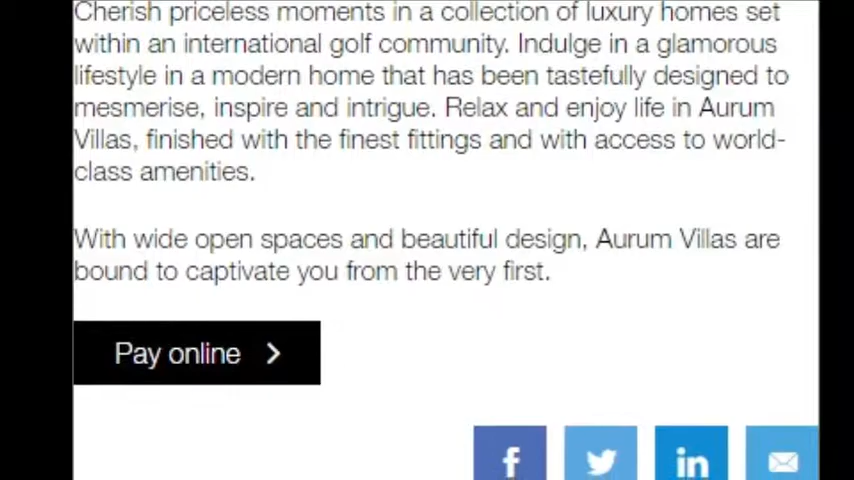 Cherish priceless moments in a collection of luxury homes set
within an international golf community. Indulge in a glamorous
lifestyle in a modern home that has been tastefully designed to
mesmerise, inspire and intrigue. Relax and enjoy life in Aurum
Villas, finished with the finest fittings and with access to world-
class amenities.
With wide open spaces and beautiful design, Aurum Villas are
bound to captivate you from the very first.
Pay online